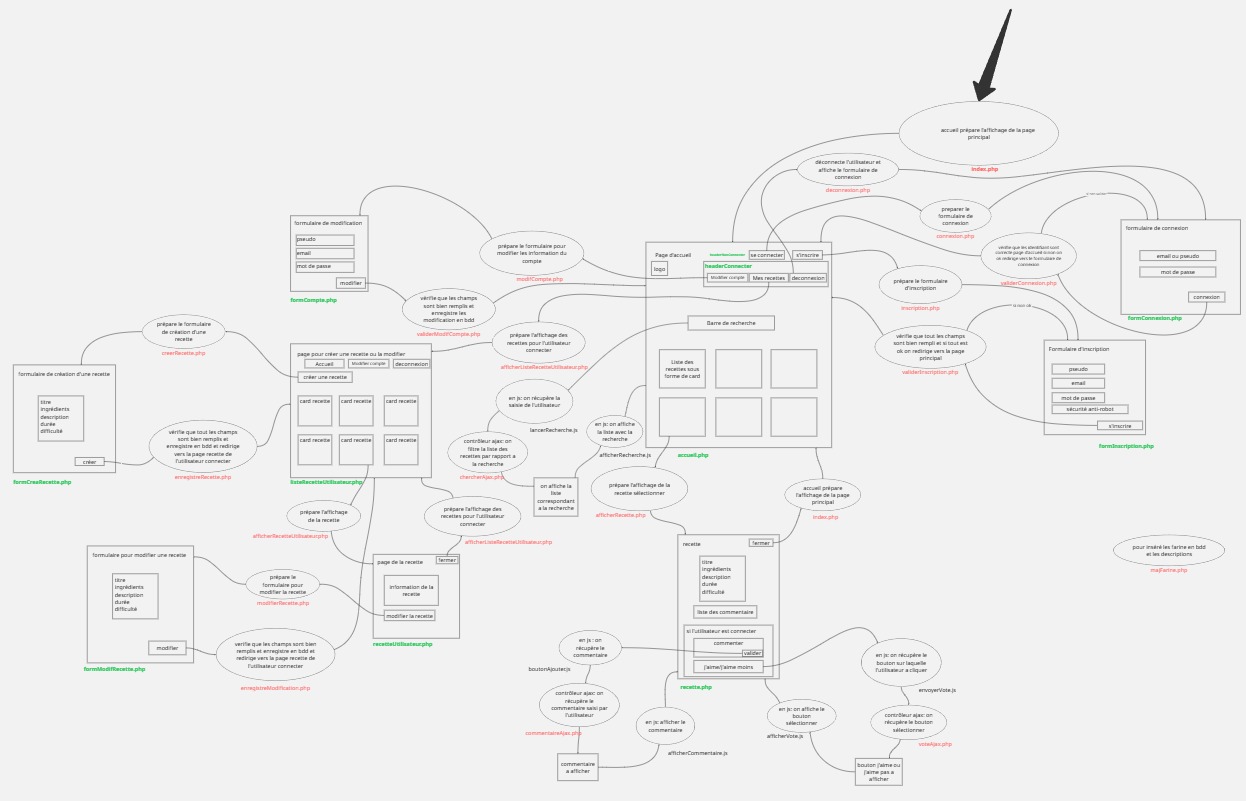 accueil prépare l'affichage de la page
principal
index.php
déconnecte l'utilisateur et
affiche le formulaire de
connexion
deconnexion.php
preparer le
formulaire de
connexion
connexion.php
vérifie que les identifiant sont
validerConnexion.php
formulaire de connexion
email ou pseudo
mot de passe
connexion
formConnexion.php
formulaire de modification
pseudo
email
mot de passe
modifier
formCompte.php
prépare le formulaire pour
modifier les information du
compte
modifCompte.php
vérifie que les champs
sont bien remplis et
enregistre les
modification en bdd
validerModifCompte.php
Page d'accueil
logo
se connecter
s'inscrire
headerConnecter
Modifier compte
Mes recettes
deconnexion
Barre de recherche
Liste des
recettes sous
forme de card
accueil.php
prépare le formulaire
d'inscription
inscription.php
vérifie que tout les champs
sont bien rempli et si tout est
ok on redirige vers la page
principal
validerInscription.php
Formulaire d'inscription
pseudo
email
mot de passe
sécurité anti-robot
s'inscrire
formInscription.php
prépare le formulaire
de création d'une
recette
creerRecette.php
prépare l'affichage des
recettes pour l'utilisateur
connecter
afficherListeRecetteUtilisateur.php
page pour créer une recette ou la modifier
Accueil
Modifier compte
deconnexion
créer une recette
card recette
card recette
card recette
card recette
card recette
card recette
listeRecetteUtilisateur.php
formulaire de création d'une recette
titre
ingrédients
description
durée
difficulté
créer
formCreaRecette.php
vérifie que tout les champs
sont bien remplis et
enregistre en bdd et redirige
vers la page recette de
l'utilisateur connecter
enregistreRecette.php
en js: on récupère la
saisie de l'utilisateur
lancerRecherche.js
contrôleur ajax: on
filtre la liste des
recettes par rapport a
la recherche
chercherAjax.php
en js: on affiche
la liste avec la
recherche
afficherRecherche.js
on affiche la
liste
correspondant
a la recherche
prépare l'affichage de la
recette sélectionner
afficherRecette.php
accueil prépare
l'affichage de la page
principal
index.php
prépare l'affichage
de la recette
afficherRecetteUtilisateur.php
prépare l'affichage des
recettes pour l'utilisateur
connecter
afficherListeRecetteUtilisateur.php
page de la recette
fermer
information de la
recette
modifier la recette
recetteUtilisateur.php
formulaire pour modifier une recette
titre
ingrédients
description
durée
difficulté
modifier
formModifRecette.php
prépare le
formulaire pour
modifier la recette
modifierRecette.php
vérifie que les champs sont bien
remplis et enregistre en bdd et
redirige vers la page recette de
l'utilisateur connecter
enregistreModification.php
recette
fermer
titre
ingrédients
description
durée
difficulté
liste des commentaire
si l'utilisateur est connecter
commenter
valider
j'aime/j'aime moins
recette.php
pour inséré les farine en bdd
et les descriptions
majFarine.php
en js : on
récupère le
commentaire
boutonAjouter.js
contrôleur ajax: on
récupère le
commentaire saisi par
l'utilisateur
commentaireAjax.php
commentaire
a afficher
en js: afficher le
commentaire
afficherCommentaire.js
en js: on affiche le
bouton
sélectionner
afficherVote.js
en js: on récupère le
bouton sur laquelle
l'utilisateur a cliquer
envoyerVote.js
contrôleur ajax: on
récupère le bouton
sélectionner
voteAjax.php
bouton j'aime ou
j'aime pas a
afficher